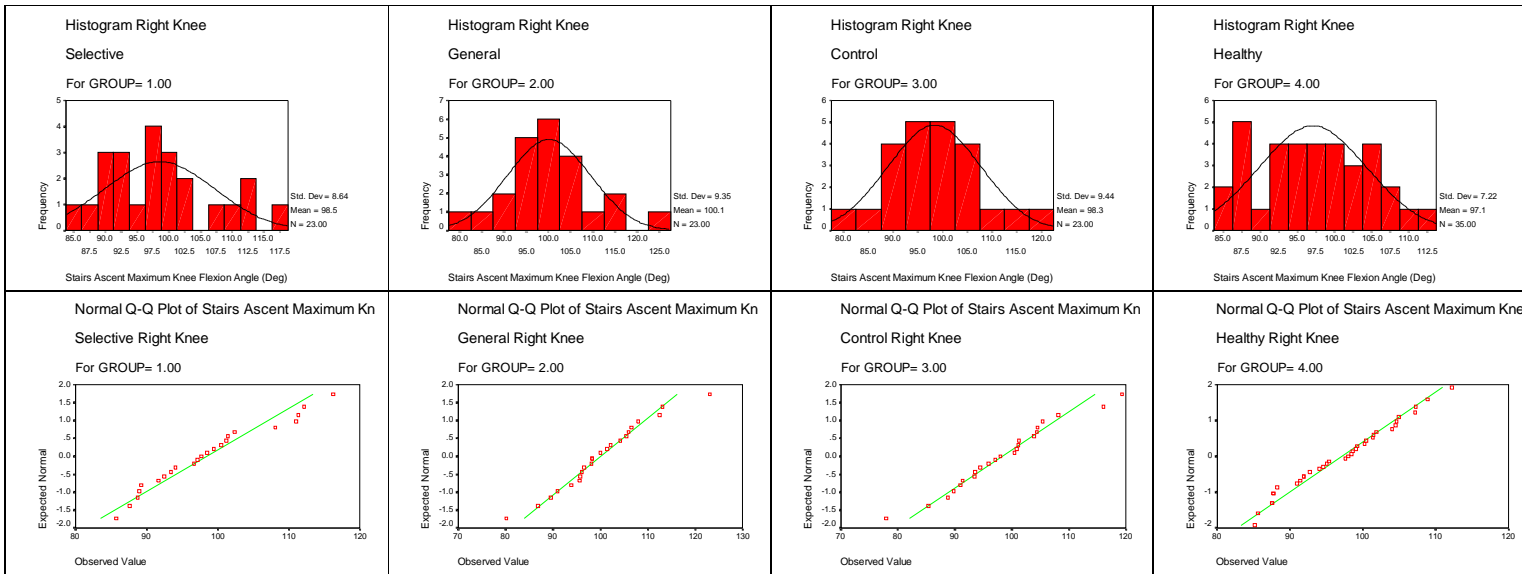 Histogram Right Knee
Selective
For GROUP= 1.00
5
4
3
2
1
0
Frequency
Std. Dev = 8.64
Mean = 98.5
N = 23.00
85.0 90.0 95.0 100.0 105.0 110.0 115.0
87.5 92.5 97.5 102.5 107.5 112.5 117.5
Stairs Ascent Maximum Knee Flexion Angle (Deg)
Histogram Right Knee
General
For GROUP= 2.00
7
6
5
4
3
2
1
0
Frequency
Std. Dev = 9.35
Mean = 100.1
N = 23.00
80.0 90.0 100.0 110.0 120.0
85.0 95.0 105.0 115.0 125.0
Stairs Ascent Maximum Knee Flexion Angle (Deg)
Histogram Right Knee
Control
For GROUP= 3.00
6
5
4
3
2
1
0
Frequency
Std. Dev = 9.44
Mean = 98.3
N = 23.00
80.0 90.0 100.0 110.0 120.0
85.0 95.0 105.0 115.0
Stairs Ascent Maximum Knee Flexion Angle (Deg)
Histogram Right Knee
Healthy
For GROUP= 4.00
6
5
4
3
2
1
0
Frequency
Std. Dev = 7.22
Mean = 97.1
N = 35.00
85.0 90.0 95.0 100.0 105.0 110.0
87.5 92.5 97.5 102.5 107.5 112.5
Stairs Ascent Maximum Knee Flexion Angle (Deg)
Normal Q-Q Plot of Stairs Ascent Maximum Kn
Selective Right Knee
For GROUP= 1.00
2.0
1.5
1.0
.5
0.0
-.5
-1.0
-1.5
-2.0
Expected Normal
80 90 100 110 120
Observed Value
Normal Q-Q Plot of Stairs Ascent Maximum Kn
General Right Knee
For GROUP= 2.00
2.0
1.5
1.0
.5
0.0
-.5
-1.0
-1.5
-2.0
Expected Normal
70 80 90 100 110 120 130
Observed Value
Normal Q-Q Plot of Stairs Ascent Maximum Kn
Control Right Knee
For GROUP= 3.00
2.0
1.5
1.0
.5
0.0
-.5
-1.0
-1.5
-2.0
Expected Normal
70 80 90 100 110 120
Observed Value
Normal Q-Q Plot of Stairs Ascent Maximum Kne
Healthy Right Knee
For GROUP= 4.00
2
1
0
-1
-2
Expected Normal
80 90 100 110 120
Observed Value